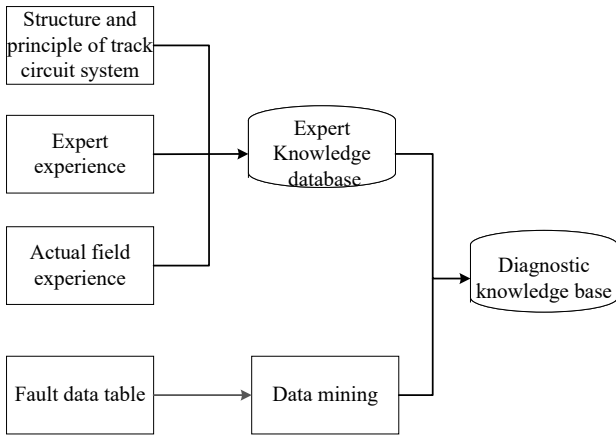 Structure and
principle of track
circuit system
Expert
experience
Actual field
experience
Expert
Knowledge
database
Diagnostic
knowledge base
Fault data table
Data mining